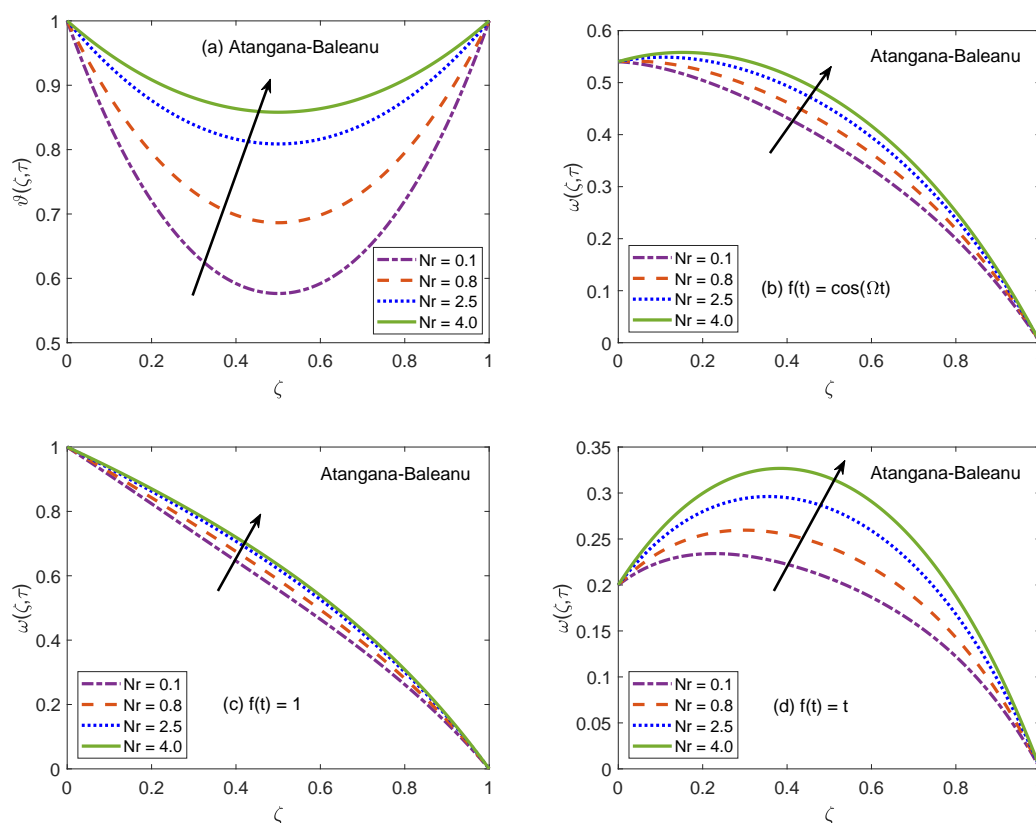 (a) Atangana-Baleanu
1
0.9
0.8
0.7
0.6
0.5
ϑ(ζ,τ)
Nr = 0.1
Nr = 0.8
Nr = 2.5
Nr = 4.0
0 0.2 0.4 0.6 0.8 1
ζ
Atangana-Baleanu
0.6
0.5
0.4
0.3
0.2
0.1
0
ω(ζ,τ)
Nr = 0.1
Nr = 0.8
Nr = 2.5
Nr = 4.0
(b) f(t) = cos(Ωt)
0 0.2 0.4 0.6 0.8
ζ
Atangana-Baleanu
1
0.8
0.6
0.4
0.2
0
ω(ζ,τ)
Nr = 0.1
Nr = 0.8
Nr = 2.5
Nr = 4.0
(c) f(t) = 1
0 0.2 0.4 0.6 0.8 1
ζ
Atangana-Baleanu
0.35
0.3
0.25
0.2
0.15
0.1
0.05
0
ω(ζ,τ)
Nr = 0.1
Nr = 0.8
Nr = 2.5
Nr = 4.0
(d) f(t) = t
0 0.2 0.4 0.6 0.8
ζ